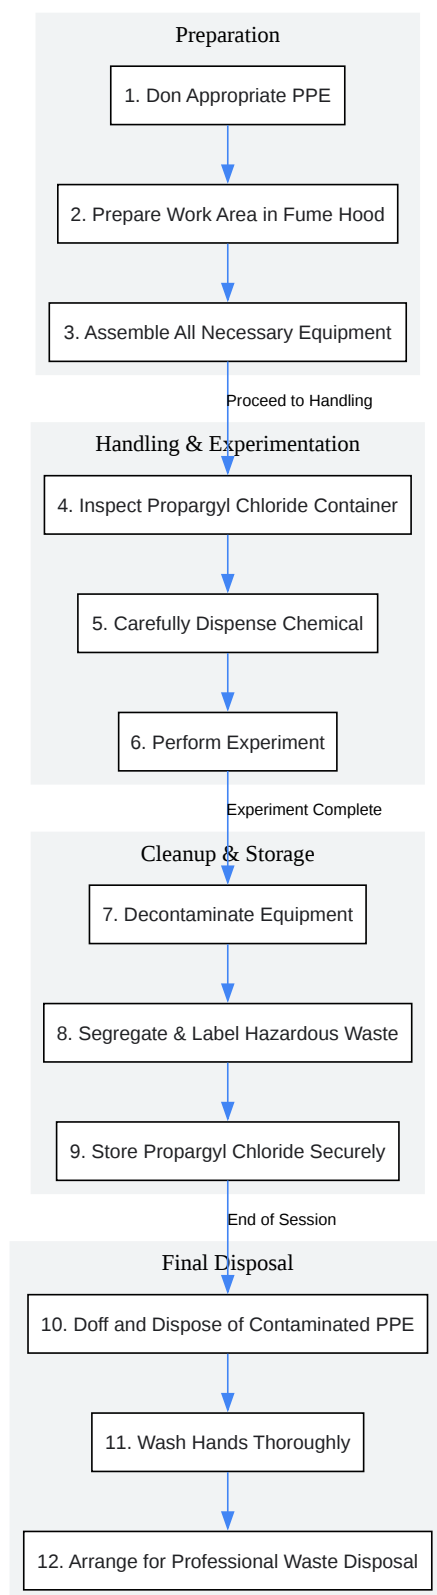 Preparation
1. Don Appropriate PPE
2. Prepare Work Area in Fume Hood
3. Assemble All Necessary Equipment
Proceed to Handling
Handling & Experimentation
4. Inspect Propargyl Chloride Container
5. Carefully Dispense Chemical
6. Perform Experiment
Experiment Complete
Cleanup & Storage
7. Decontaminate Equipment
8. Segregate & Label Hazardous Waste
9. Store Propargyl Chloride Securely
End of Session
Final Disposal
10. Doff and Dispose of Contaminated PPE
11. Wash Hands Thoroughly
12. Arrange for Professional Waste Disposal